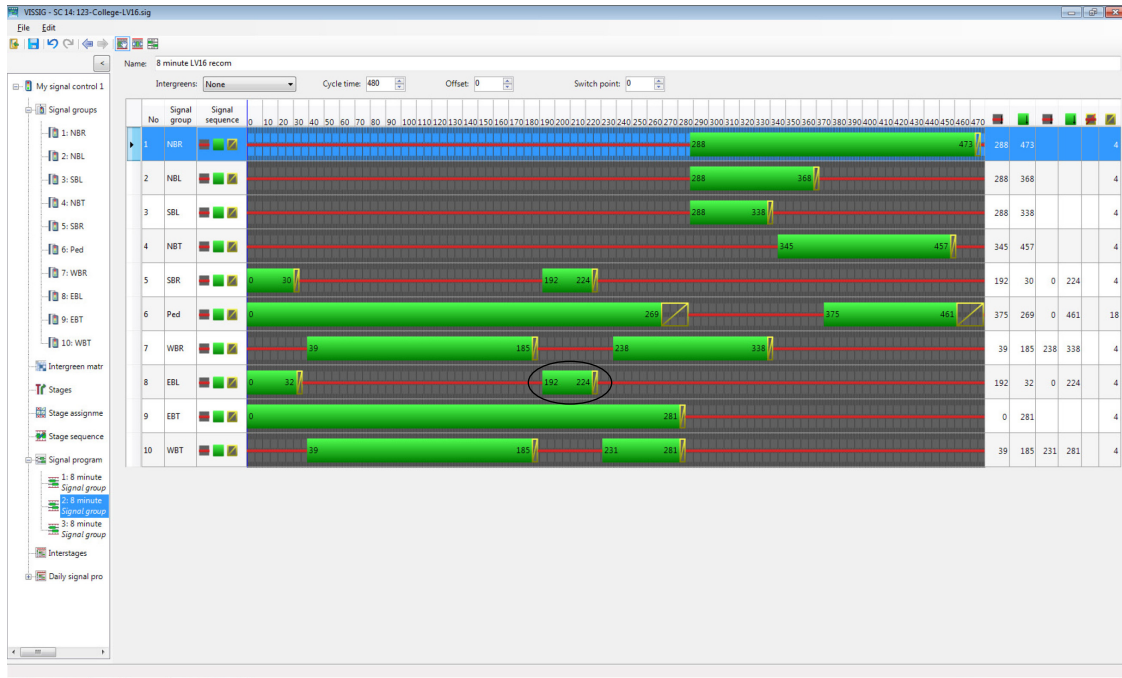 VISSIG - SC 14: 123-College-LV16.sig
File Edit
<
Name: 8 minute LV16 recom
Intergreens: None Cycle time: 480 Offset: 0 Switch point: 0
My signal control 1
Signal groups
1: NBR
2: NBL
3: SBL
4: NBT
5: SBR
6: Ped
7: WBR
8: EBL
9: EBT
10: WBT
Intergreen matr
Stages
Stage assignme
Stage sequence
Signal program
1: 8 minute
Signal group
2: 8 minute
Signal group
3: 8 minute
Signal group
Interstages
Daily signal pro
No Signal group Signal sequence 0 10 20 30 40 50 60 70 80 90 100 110 120 130 140 150 160 170 180 190 200 210 220 230 240 250 260 270 280 290 300 310 320 330 340 350 360 370 380 390 400 410 420 430 440 450 460 470
1 NBR 288 473 288 473 4
2 NBL 288 368 288 368 4
3 SBL 288 338 288 338 4
4 NBT 345 457 345 457 4
5 SBR 0 30 192 224 192 30 0 224 4
6 Ped 0 269 375 461 375 269 0 461 18
7 WBR 39 185 238 338 39 185 238 338 4
8 EBL 0 32 192 224 192 32 0 224 4
9 EBT 0 281 0 281 4
10 WBT 39 185 231 281 39 185 231 281 4